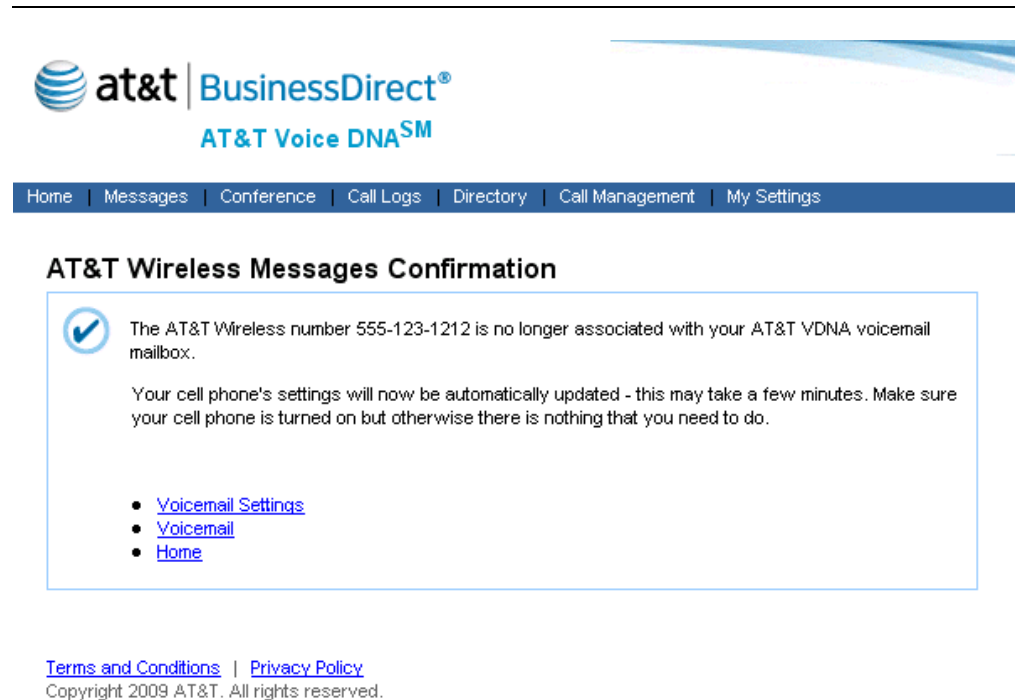 at&t | BusinessDirect®
AT&T Voice DNA SM
Home | Messages | Conference | Call Logs | Directory | Call Management | My Settings
AT&T Wireless Messages Confirmation
The AT&T Wireless number 555-123-1212 is no longer associated with your AT&T VDNA voicemail
mailbox.
Your cell phone's settings will now be automatically updated - this may take a few minutes. Make sure
your cell phone is turned on but otherwise there is nothing that you need to do.
• Voicemail Settings
• Voicemail
• Home
Terms and Conditions | Privacy Policy
Copyright 2009 AT&T. All rights reserved.